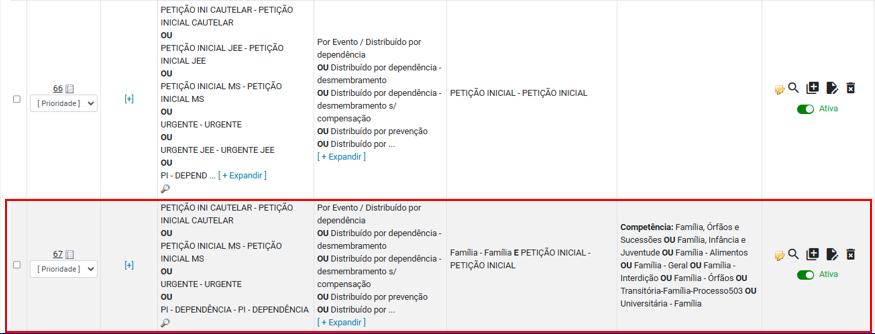 66
[ Prioridade ]
[+]
PETIÇÃO INI CAUTELAR - PETIÇÃO
INICIAL CAUTELAR
OU
PETIÇÃO INICIAL JEE - PETIÇÃO
INICIAL JEE
OU
PETIÇÃO INICIAL MS - PETIÇÃO
INICIAL MS
OU
URGENTE - URGENTE
OU
URGENTE JEE - URGENTE JEE
OU
PI - DEPEND ... [ + Expandir ]
Por Evento / Distribuído por
dependência
OU Distribuído por dependência -
desmembramento
OU Distribuído por dependência -
desmembramento s/
compensação
OU Distribuído por prevenção
OU Distribuído por ...
[ + Expandir ]
PETIÇÃO INICIAL - PETIÇÃO INICIAL
Ativa
67
[ Prioridade ]
[+]
PETIÇÃO INI CAUTELAR - PETIÇÃO
INICIAL CAUTELAR
OU
PETIÇÃO INICIAL MS - PETIÇÃO
INICIAL MS
OU
URGENTE - URGENTE
OU
PI - DEPENDÊNCIA - PI - DEPENDÊNCIA
Por Evento / Distribuído por
dependência
OU Distribuído por dependência -
desmembramento
OU Distribuído por dependência -
desmembramento s/
compensação
OU Distribuído por prevenção
OU Distribuído por ...
[ + Expandir ]
Família - Família E PETIÇÃO INICIAL -
PETIÇÃO INICIAL
Competência: Família, Órfãos e
Sucessões OU Família, Infância e
Juventude OU Família - Alimentos
OU Família - Geral OU Família -
Interdição OU Família - Órfãos OU
Transitória-Família-Processo503 OU
Universitária - Família
Ativa